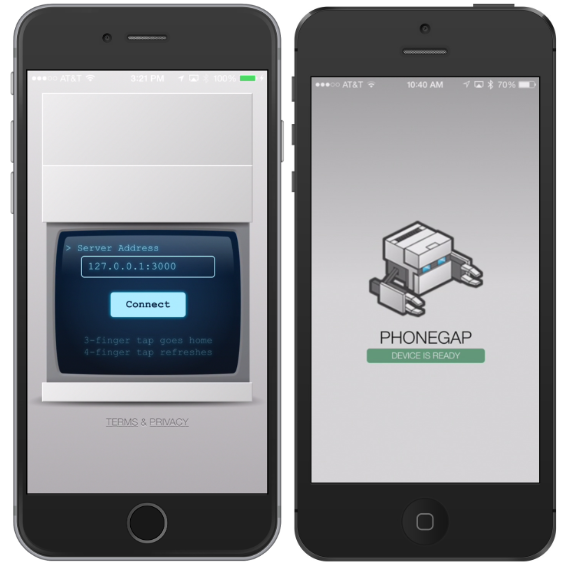 AT&T 3:21 PM 100%
> Server Address
127.0.0.1:3000
Connect
3-finger tap goes home
4-finger tap refreshes
TERMS & PRIVACY
AT&T 10:40 AM 70%
PHONEGAP
DEVICE IS READY